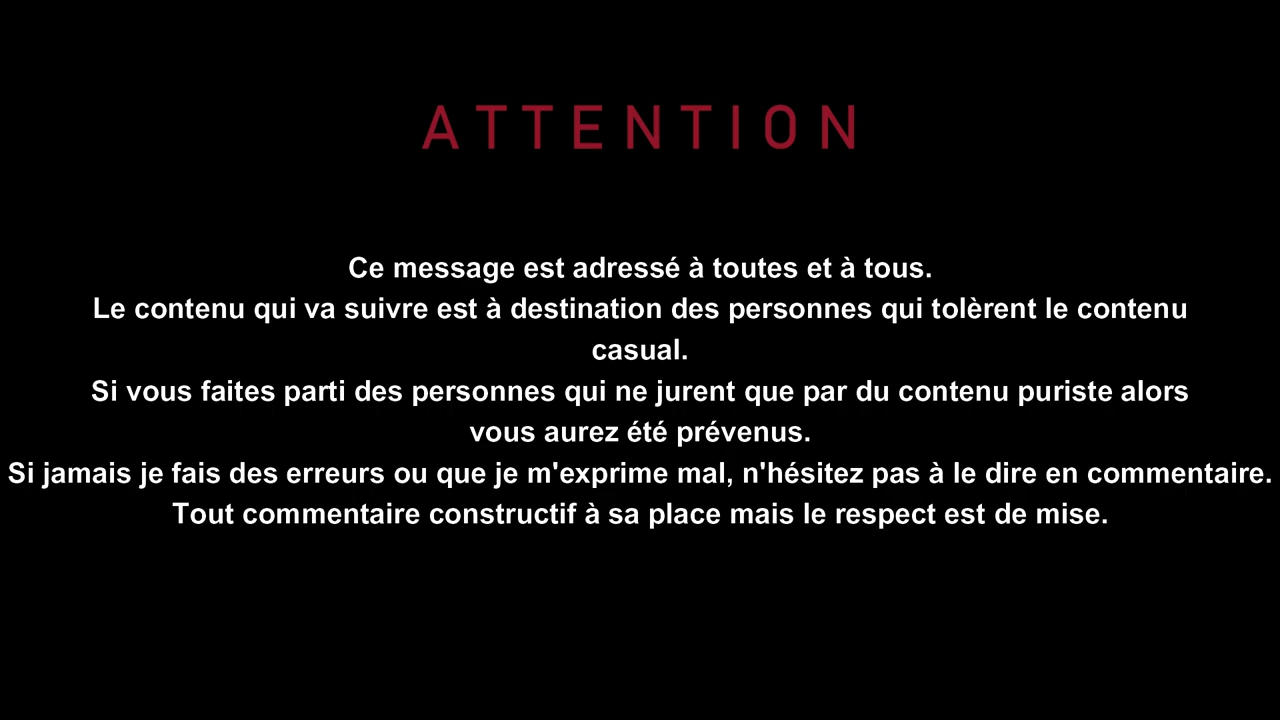 ATTENTION
Ce message est adressé à toutes et à tous.
Le contenu qui va suivre est à destination des personnes qui tolèrent le contenu
casual.
Si vous faites parti des personnes qui ne jurent que par du contenu puriste alors
vous aurez été prévenus.
Si jamais je fais des erreurs ou que je m'exprime mal, n'hésitez pas à le dire en commentaire.
Tout commentaire constructif à sa place mais le respect est de mise.